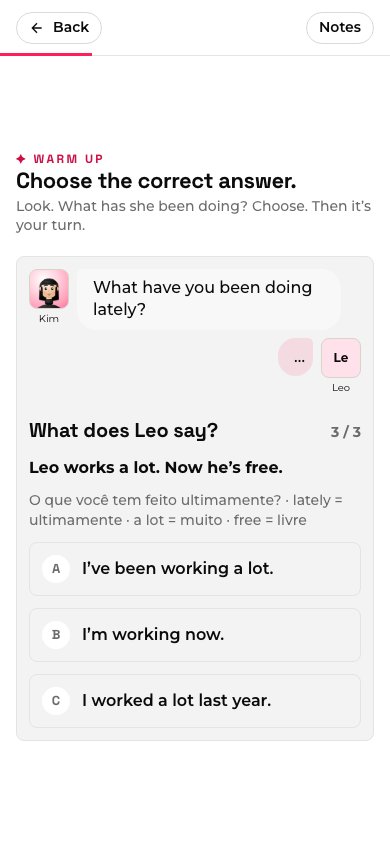 ← Back
Notes
✦ WARM UP
Choose the correct answer.
Look. What has she been doing? Choose. Then it’s
your turn.
What have you been doing
lately?
Kim
...
Le
Leo
What does Leo say?
3 / 3
Leo works a lot. Now he’s free.
O que você tem feito ultimamente? · lately =
ultimamente · a lot = muito · free = livre
A
I’ve been working a lot.
B
I’m working now.
C
I worked a lot last year.